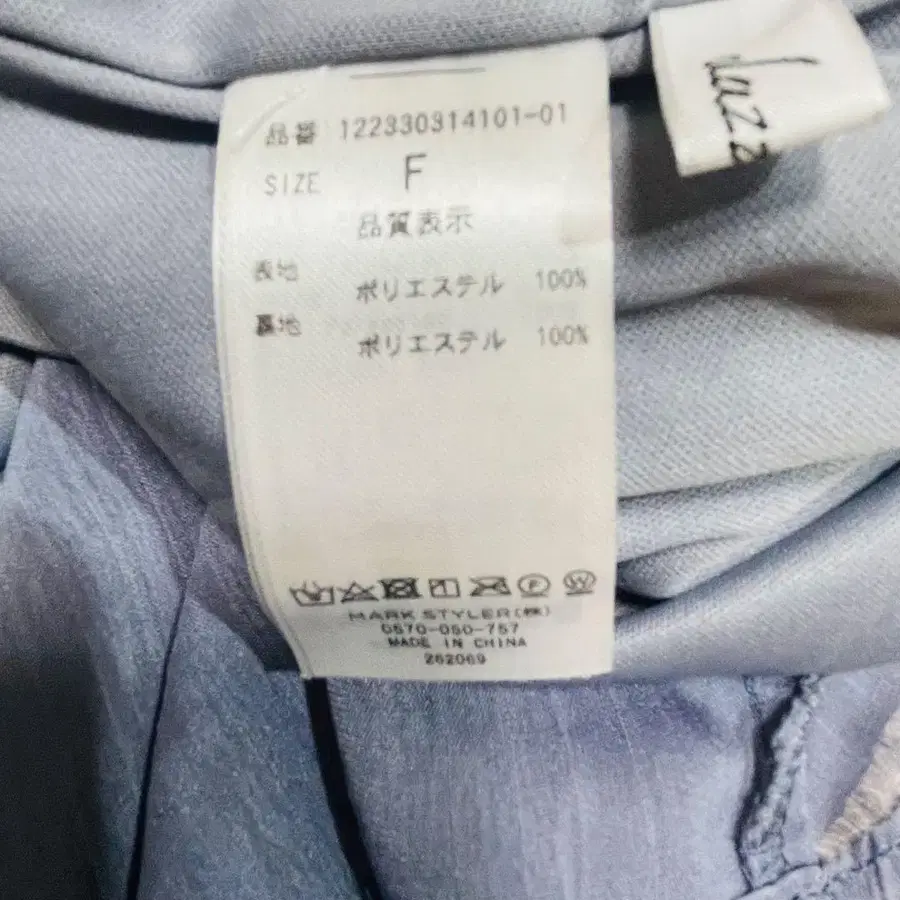 品番 122330314101-01
SIZE F
品質表示
表地 ポリエステル 100%
裏地 ポリエステル 100%
MARK STYLER(株)
0570-050-757
MADE IN CHINA
262069